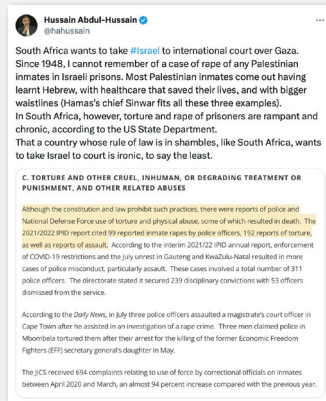 Hussain Abdul-Hussain
@hahussain
South Africa wants to take #Israel to international court over Gaza.
Since 1948, I cannot remember of a case of rape of any Palestinian
inmates in Israeli prisons. Most Palestinian inmates come out having
learnt Hebrew, with healthcare that saved their lives, and with bigger
waistlines (Hamas's chief Sinwar fits all these three examples).
In South Africa, however, torture and rape of prisoners are rampant and
chronic, according to the US State Department.
That a country whose rule of law is in shambles, like South Africa, wants
to take Israel to court is ironic, to say the least.
C. TORTURE AND OTHER CRUEL, INHUMAN, OR DEGRADING TREATMENT OR
PUNISHMENT, AND OTHER RELATED ABUSES
Although the constitution and law prohibit such practices, there were reports of police and
National Defense Force use of torture and physical abuse, some of which resulted in death. The
2021/2022 IPID report cited 99 reported inmate rapes by police officers, 192 reports of torture,
as well as reports of assault. According to the interim 2021/22 IPID annual report, enforcement
of COVID-19 restrictions and the July unrest in Gauteng and KwaZulu-Natal resulted in more
cases of police misconduct, particularly assault. These cases involved a total of 311
police officers. The directorate stated it secured 239 disciplinary convictions with 53 officers
dismissed from the service.
According to the Daily News, in July three police officers assaulted a magistrate's court officer in
Cape Town after he assisted in an investigation of a rape crime. Three men claimed police in
Mbombela tortured them after their arrest for the killing of the former Economic Freedom
Fighters (EFF) secretary general's daughter in May.
The JICS received 694 complaints relating to use of force by correctional officials on inmates
between April 2020 and March, an almost 94 percent increase compared with the previous year.